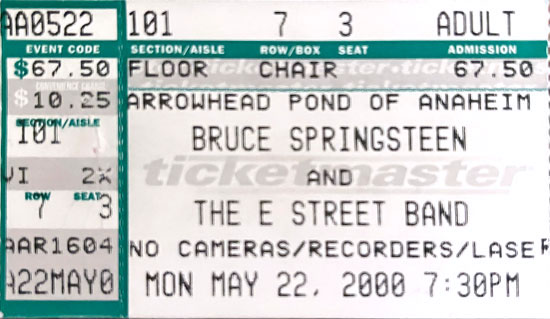 AA0522 101 7 3 ADULT
EVENT CODE SECTION/AISLE ROW/BOX SEAT ADMISSION
$67.50 FLOOR CHAIR 67.50
CONVENIENCE CHARGE
$10.25 ARROWHEAD POND OF ANAHEIM
SECTION/AISLE
101 BRUCE SPRINGSTEEN
ticketmaster
VI 2X AND
ROW SEAT
7 3 THE E STREET BAND
AAR1604 NO CAMERAS/RECORDERS/LASER
A22MAY0 MON MAY 22, 2000 7:30PM